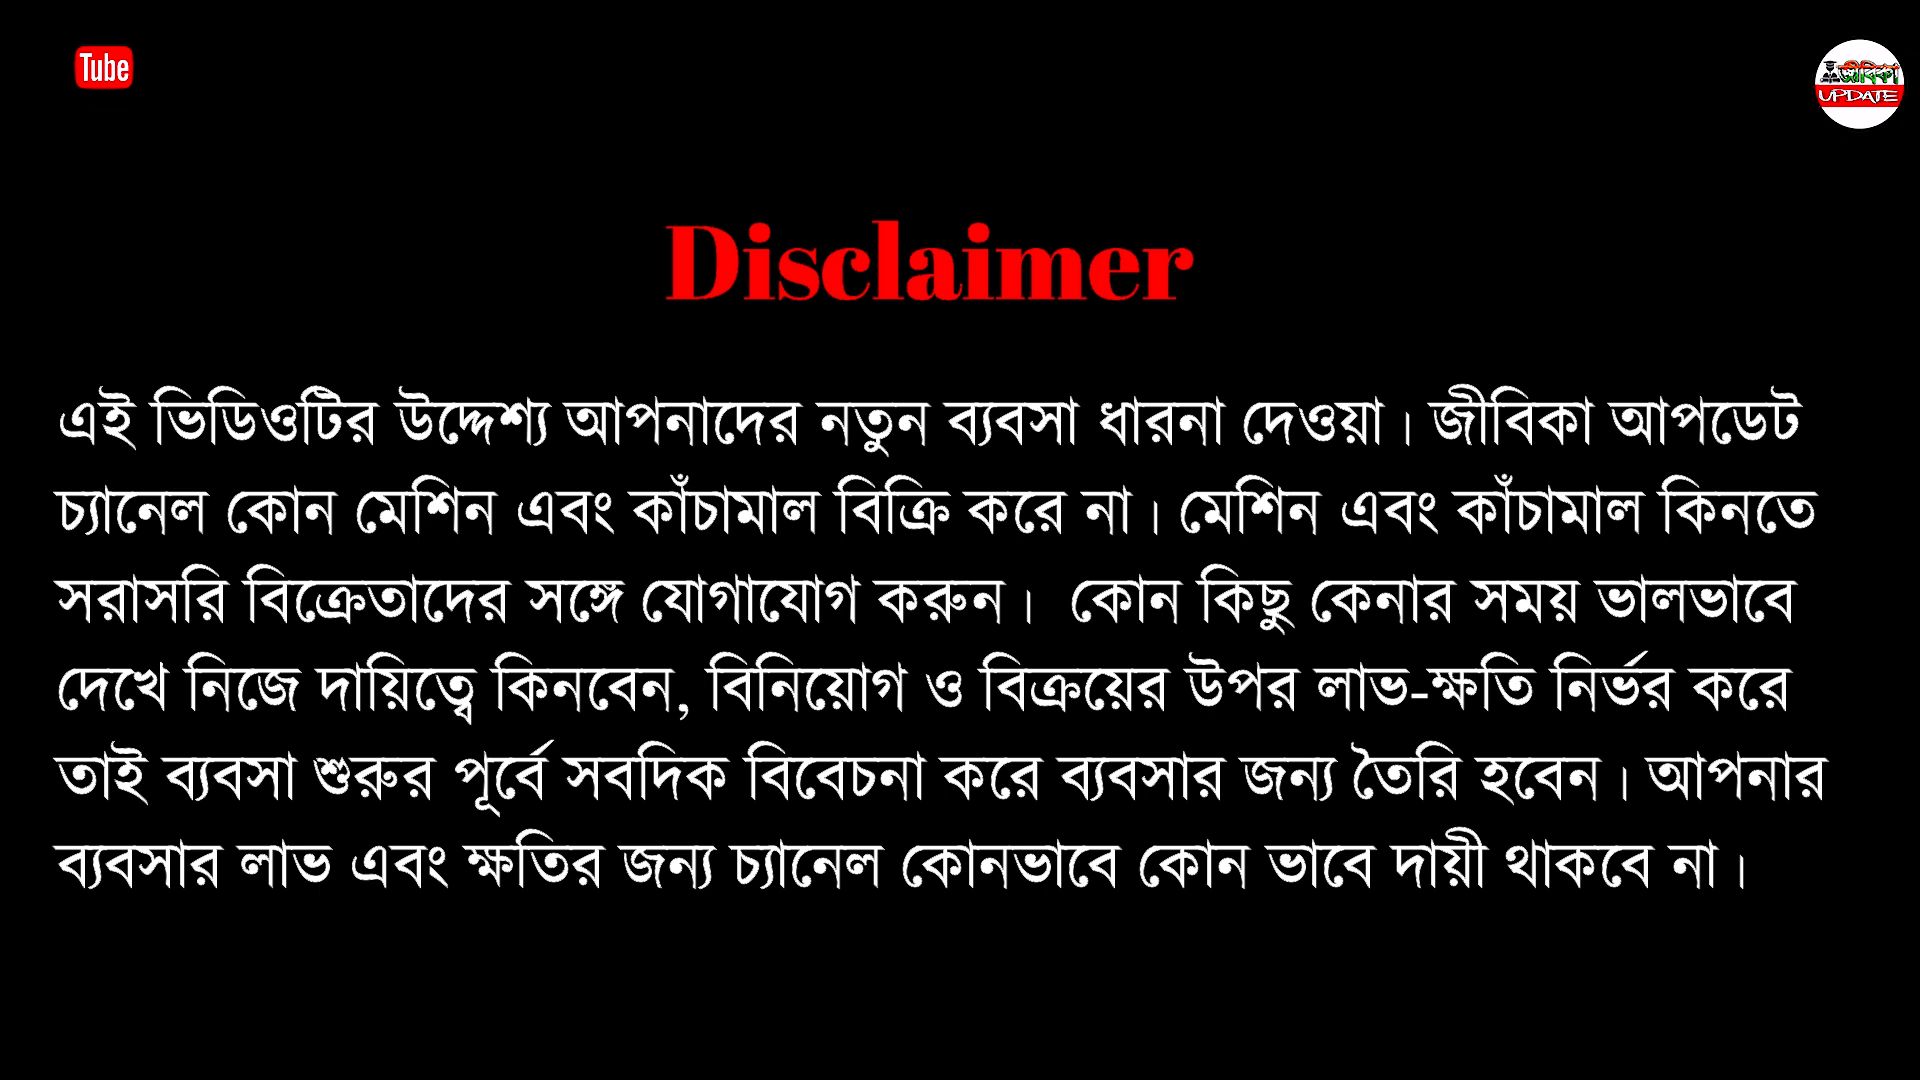 Tube
জীবিকা
UPDATE
Disclaimer
এই ভিডিওটির উদ্দেশ্য আপনাদের নতুন ব্যবসা ধারনা দেওয়া। জীবিকা আপডেট
চ্যানেল কোন মেশিন এবং কাঁচামাল বিক্রি করে না। মেশিন এবং কাঁচামাল কিনতে
সরাসরি বিক্রেতাদের সঙ্গে যোগাযোগ করুন। কোন কিছু কেনার সময় ভালভাবে
দেখে নিজে দায়িত্বে কিনবেন, বিনিয়োগ ও বিক্রয়ের উপর লাভ-ক্ষতি নির্ভর করে
তাই ব্যবসা শুরুর পূর্বে সবদিক বিবেচনা করে ব্যবসার জন্য তৈরি হবেন। আপনার
ব্যবসার লাভ এবং ক্ষতির জন্য চ্যানেল কোনভাবে কোন ভাবে দায়ী থাকবে না।